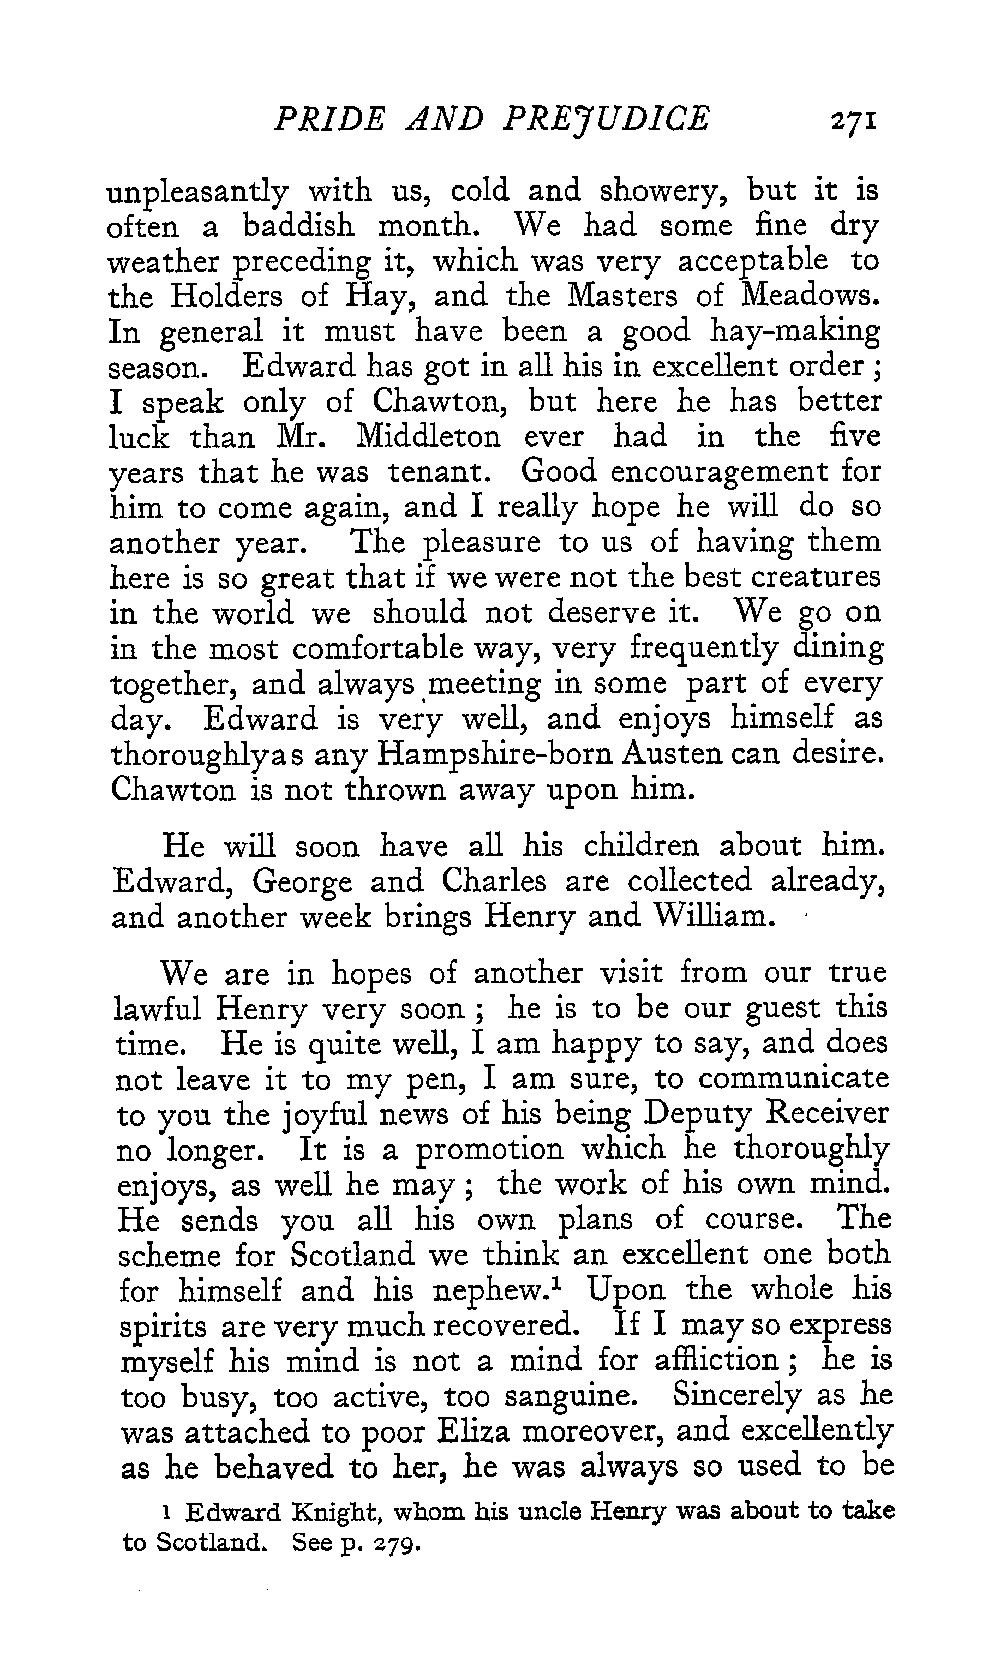 PRIDE AND PREJUDICE 271
unpleasantly with us, cold and showery, but it is
often a baddish month. We had some fine dry
weather preceding it, which was very acceptable to
the Holders of Hay, and the Masters of Meadows.
In general it must have been a good hay-making
season. Edward has got in all his in excellent order ;
I speak only of Chawton, but here he has better
luck than Mr. Middleton ever had in the five
years that he was tenant. Good encouragement for
him to come again, and I really hope he will do so
another year. The pleasure to us of having them
here is so great that if we were not the best creatures
in the world we should not deserve it. We go on
in the most comfortable way, very frequently dining
together, and always meeting in some part of every
day. Edward is very well, and enjoys himself as
thoroughlyas any Hampshire-born Austen can desire.
Chawton is not thrown away upon him.
He will soon have all his children about him.
Edward, George and Charles are collected already,
and another week brings Henry and William.
We are in hopes of another visit from our true
lawful Henry very soon ; he is to be our guest this
time. He is quite well, I am happy to say, and does
not leave it to my pen, I am sure, to communicate
to you the joyful news of his being Deputy Receiver
no longer. It is a promotion which he thoroughly
enjoys, as well he may ; the work of his own mind.
He sends you all his own plans of course. The
scheme for Scotland we think an excellent one both
for himself and his nephew.¹ Upon the whole his
spirits are very much recovered. If I may so express
myself his mind is not a mind for affliction ; he is
too busy, too active, too sanguine. Sincerely as he
was attached to poor Eliza moreover, and excellently
as he behaved to her, he was always so used to be
1 Edward Knight, whom his uncle Henry was about to take
to Scotland. See p. 279.